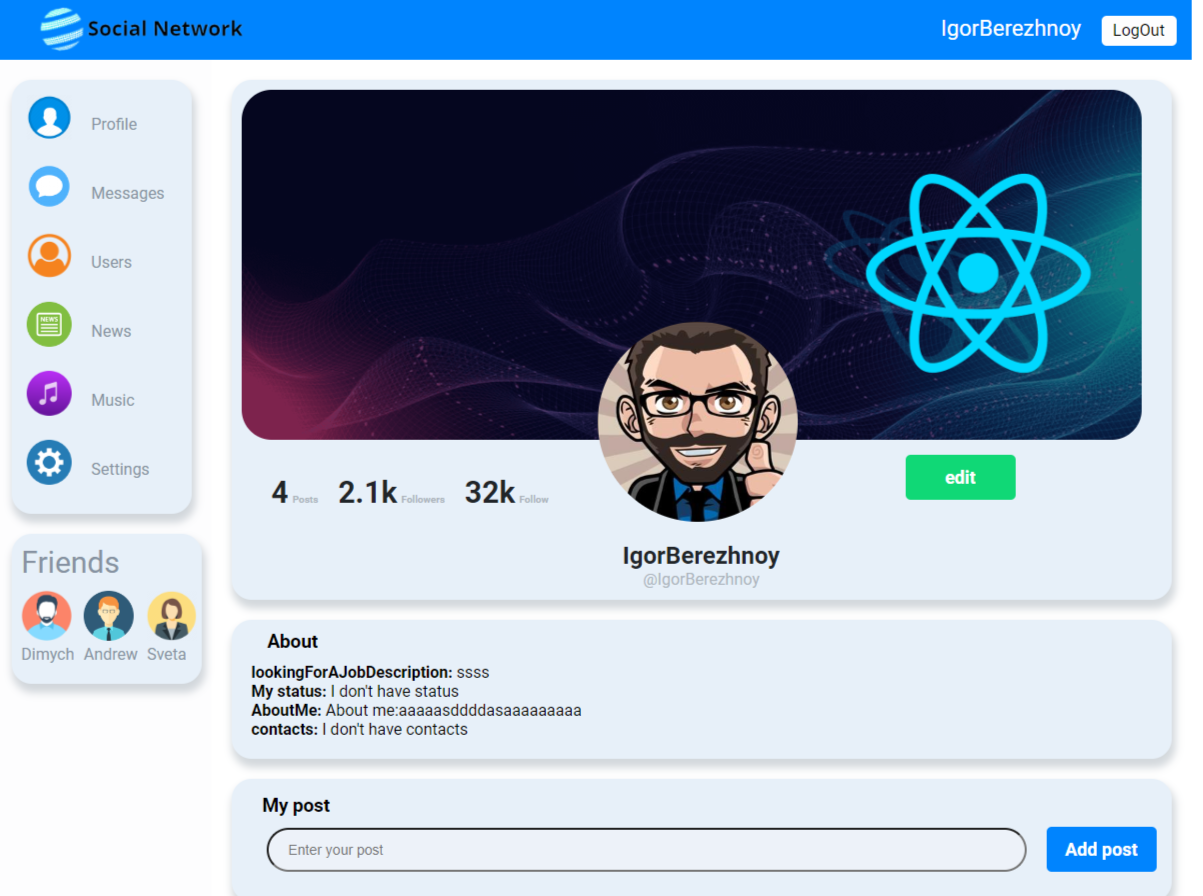 Social Network
IgorBerezhnoy
LogOut
Profile
Messages
Users
NEWS
News
Music
Settings
Friends
Dimych Andrew Sveta
4 Posts 2.1k Followers 32k Follow
edit
IgorBerezhnoy
@IgorBerezhnoy
About
lookingForAJobDescription: ssss
My status: I don't have status
AboutMe: About me:aaaaasddddasaaaaaaaaa
contacts: I don't have contacts
My post
Enter your post
Add post